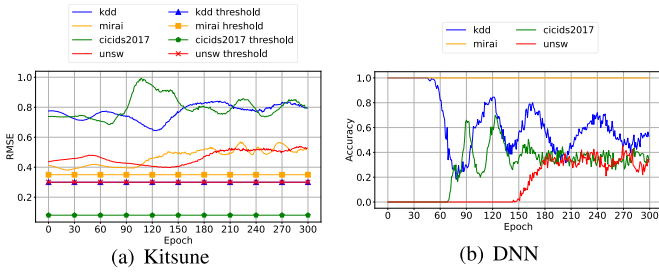 kdd
mirai
cicids2017
unsw
kdd threshold
mirai hreshold
cicids2017 threshold
unsw threshold
RMSE
1.0
0.8
0.6
0.4
0.2
0 30 60 90 120 150 180 210 240 270 300
Epoch
(a) Kitsune
kdd
mirai
cicids2017
unsw
Accuracy
1.0
0.8
0.6
0.4
0.2
0.0
0 30 60 90 120 150 180 210 240 270 300
Epoch
(b) DNN